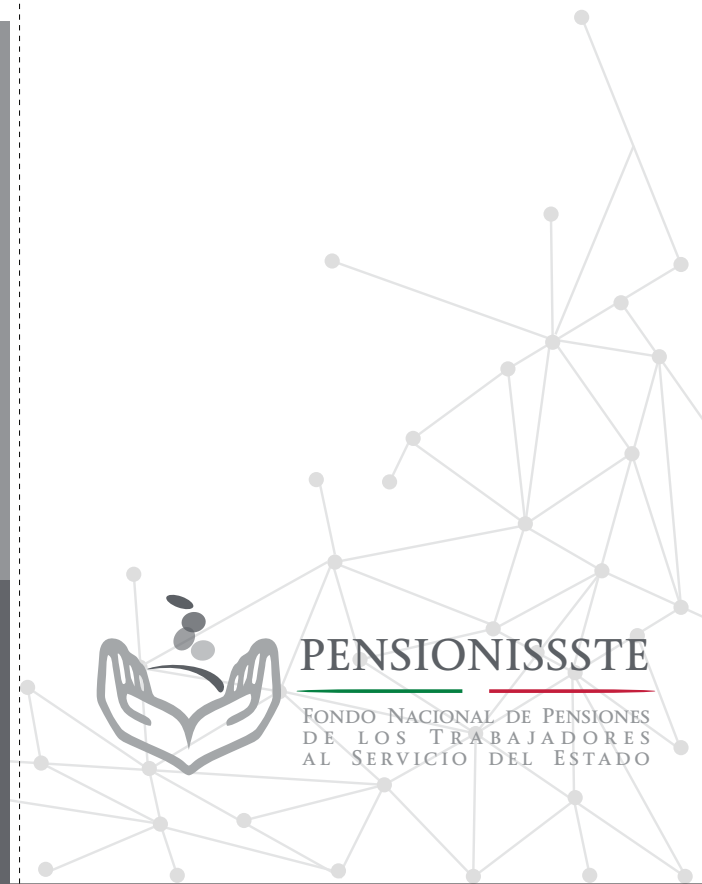 PENSIONISSSTE
FONDO NACIONAL DE PENSIONES
DE LOS TRABAJADORES
AL SERVICIO DEL ESTADO